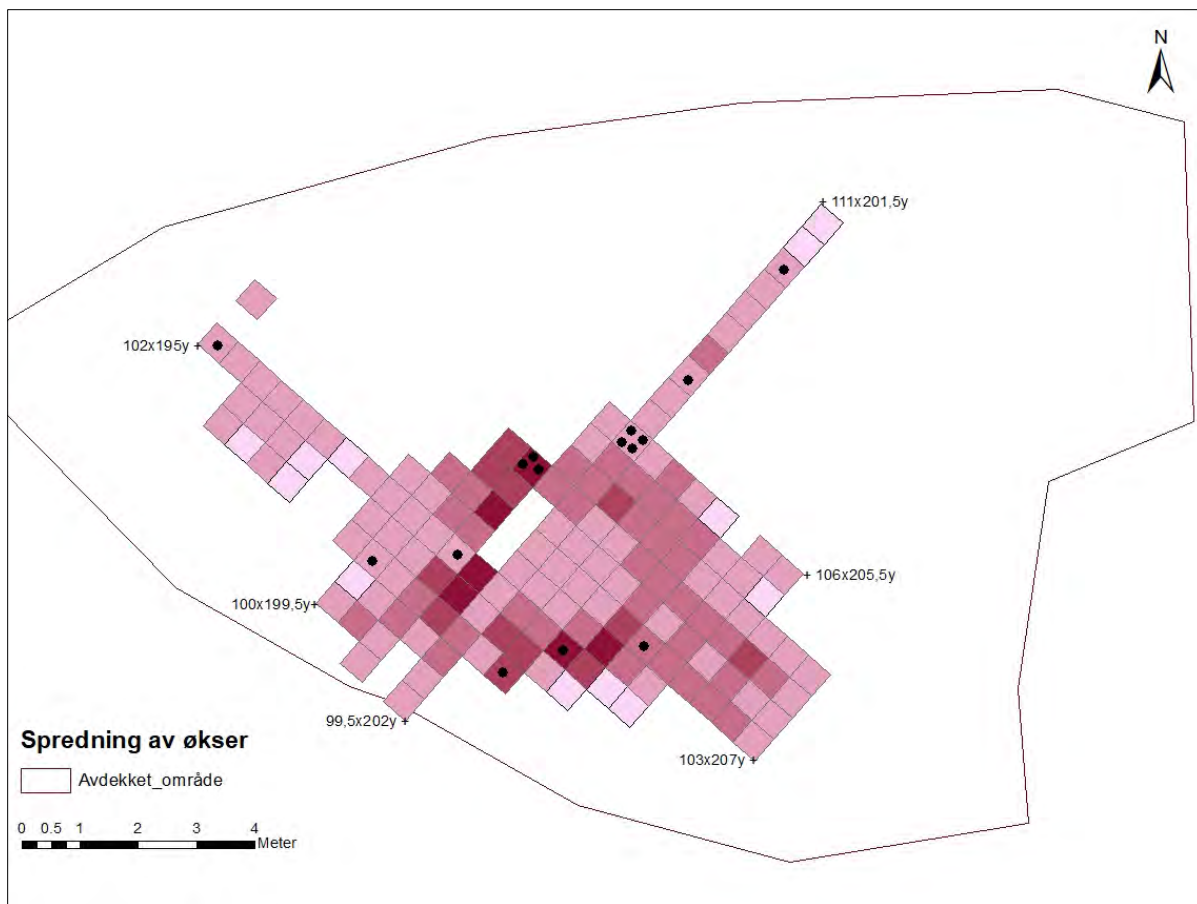 N
+ 111x201,5y
102x195y +
+ 106x205,5y
100x199,5y+
99,5x202y +
103x207y +
Spredning av økser
Avdekket_område
0 0.5 1 2 3 4
Meter